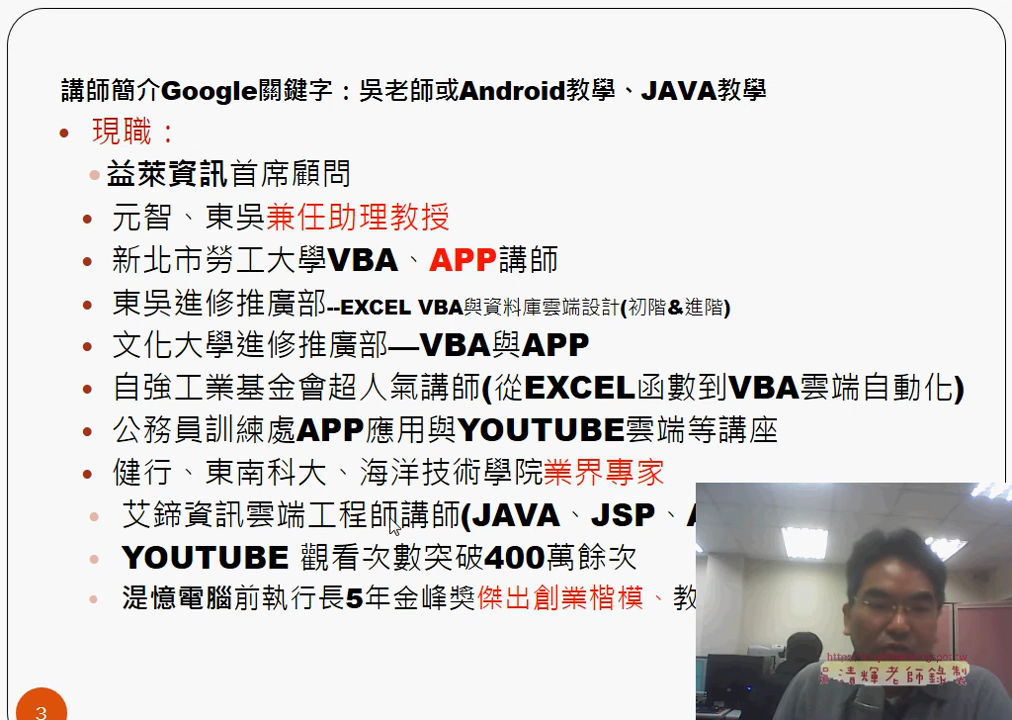 講師簡介Google關鍵字：吳老師或Android教學、JAVA教學
現職：
益萊資訊首席顧問
元智、東吳兼任助理教授
新北市勞工大學VBA、APP講師
東吳進修推廣部--EXCEL VBA與資料庫雲端設計(初階&進階)
文化大學進修推廣部—VBA與APP
自強工業基金會超人氣講師(從EXCEL函數到VBA雲端自動化)
公務員訓練處APP應用與YOUTUBE雲端等講座
健行、東南科大、海洋技術學院業界專家
艾鍗資訊雲端工程師講師(JAVA、JSP、
YOUTUBE 觀看次數突破400萬餘次
湜憶電腦前執行長5年金峰獎傑出創業楷模、教
清輝老師錄製
3